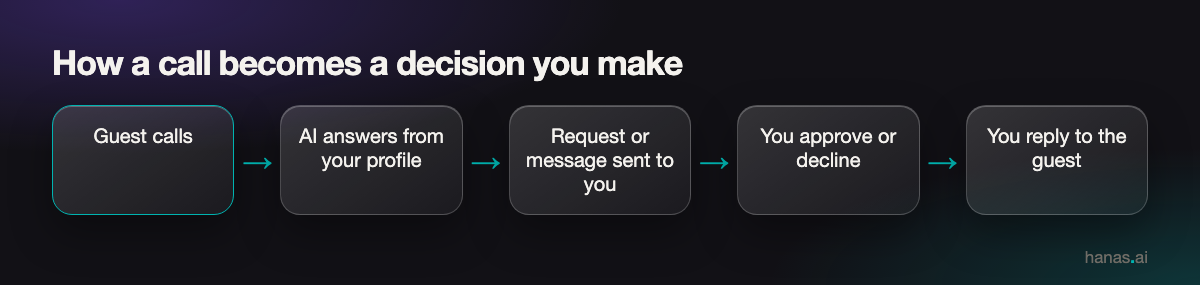 How a call becomes a decision you make
Guest calls
AI answers from
your profile
Request or
message sent to
you
You approve or
decline
You reply to the
guest
hanas.ai